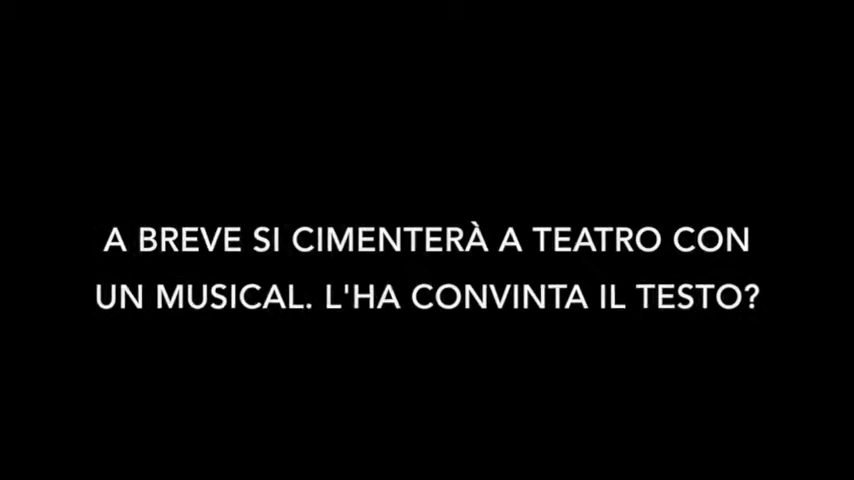 A BREVE SI CIMENTERÀ A TEATRO CON
UN MUSICAL. L'HA CONVINTA IL TESTO?